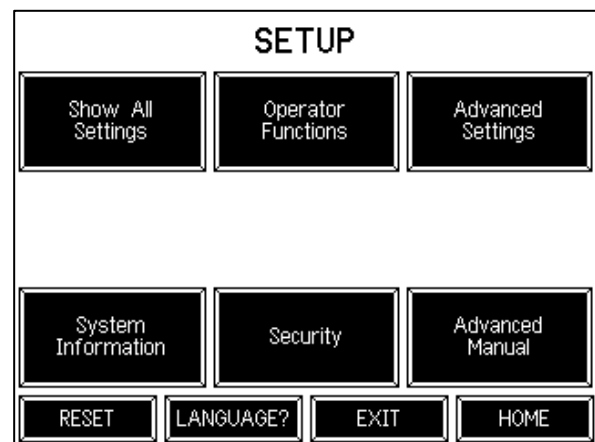 SETUP
Show All
Settings
Operator
Functions
Advanced
Settings
System
Information
Security
Advanced
Manual
RESET
LANGUAGE?
EXIT
HOME